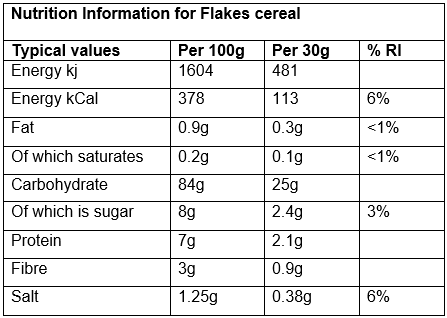 Nutrition Information for Flakes cereal
Typical values Per 100g Per 30g % RI
Energy kj 1604 481
Energy kCal 378 113 6%
Fat 0.9g 0.3g <1%
Of which saturates 0.2g 0.1g <1%
Carbohydrate 84g 25g
Of which is sugar 8g 2.4g 3%
Protein 7g 2.1g
Fibre 3g 0.9g
Salt 1.25g 0.38g 6%